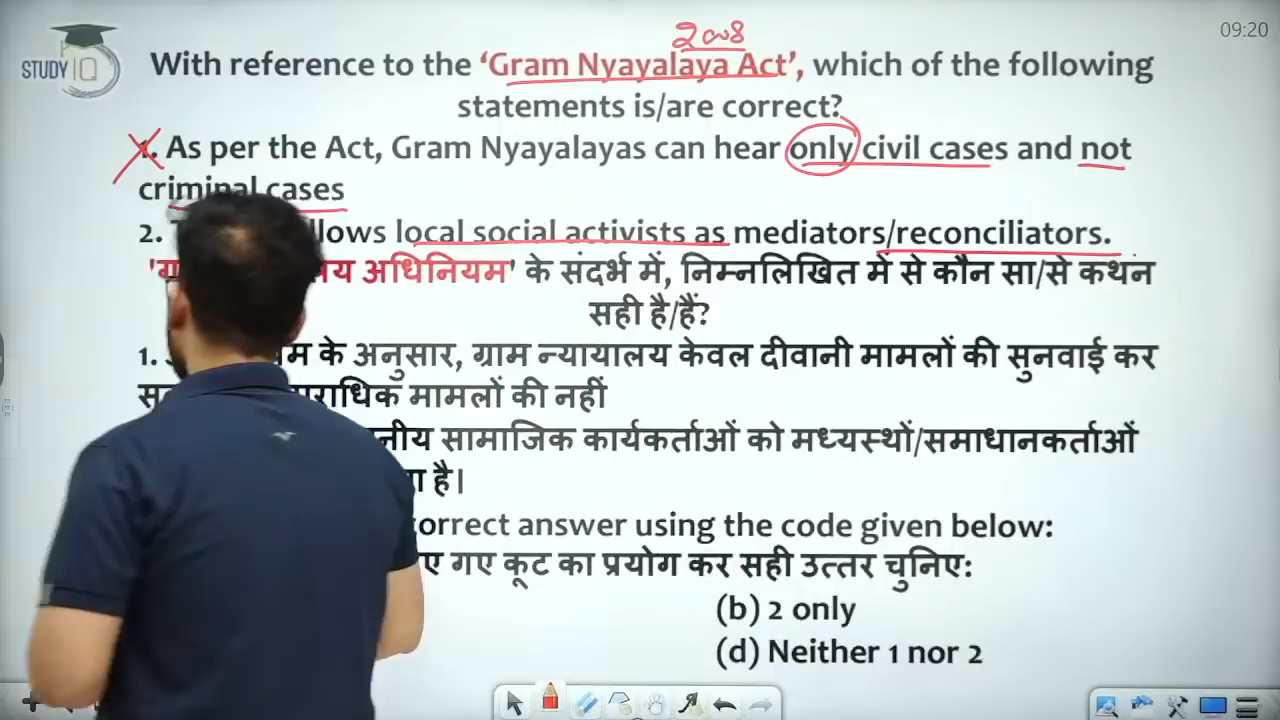 STUDY IQ
09:20
2008
With reference to the ‘Gram Nyayalaya Act’, which of the following
statements is/are correct?
1. As per the Act, Gram Nyayalayas can hear only civil cases and not
criminal cases
2. llows local social activists as mediators/reconciliators.
अधिनियम' के संदर्भ में, निम्नलिखित में से कौन सा/से कथन
सही है/हैं?
1. के अनुसार, ग्राम न्यायालय केवल दीवानी मामलों की सुनवाई कर
मामलों की नहीं
सामाजिक कार्यकर्ताओं को मध्यस्थों/समाधानकर्ताओं
है।
correct answer using the code given below:
गए कूट का प्रयोग कर सही उत्तर चुनिए:
(b) 2 only
(d) Neither 1 nor 2